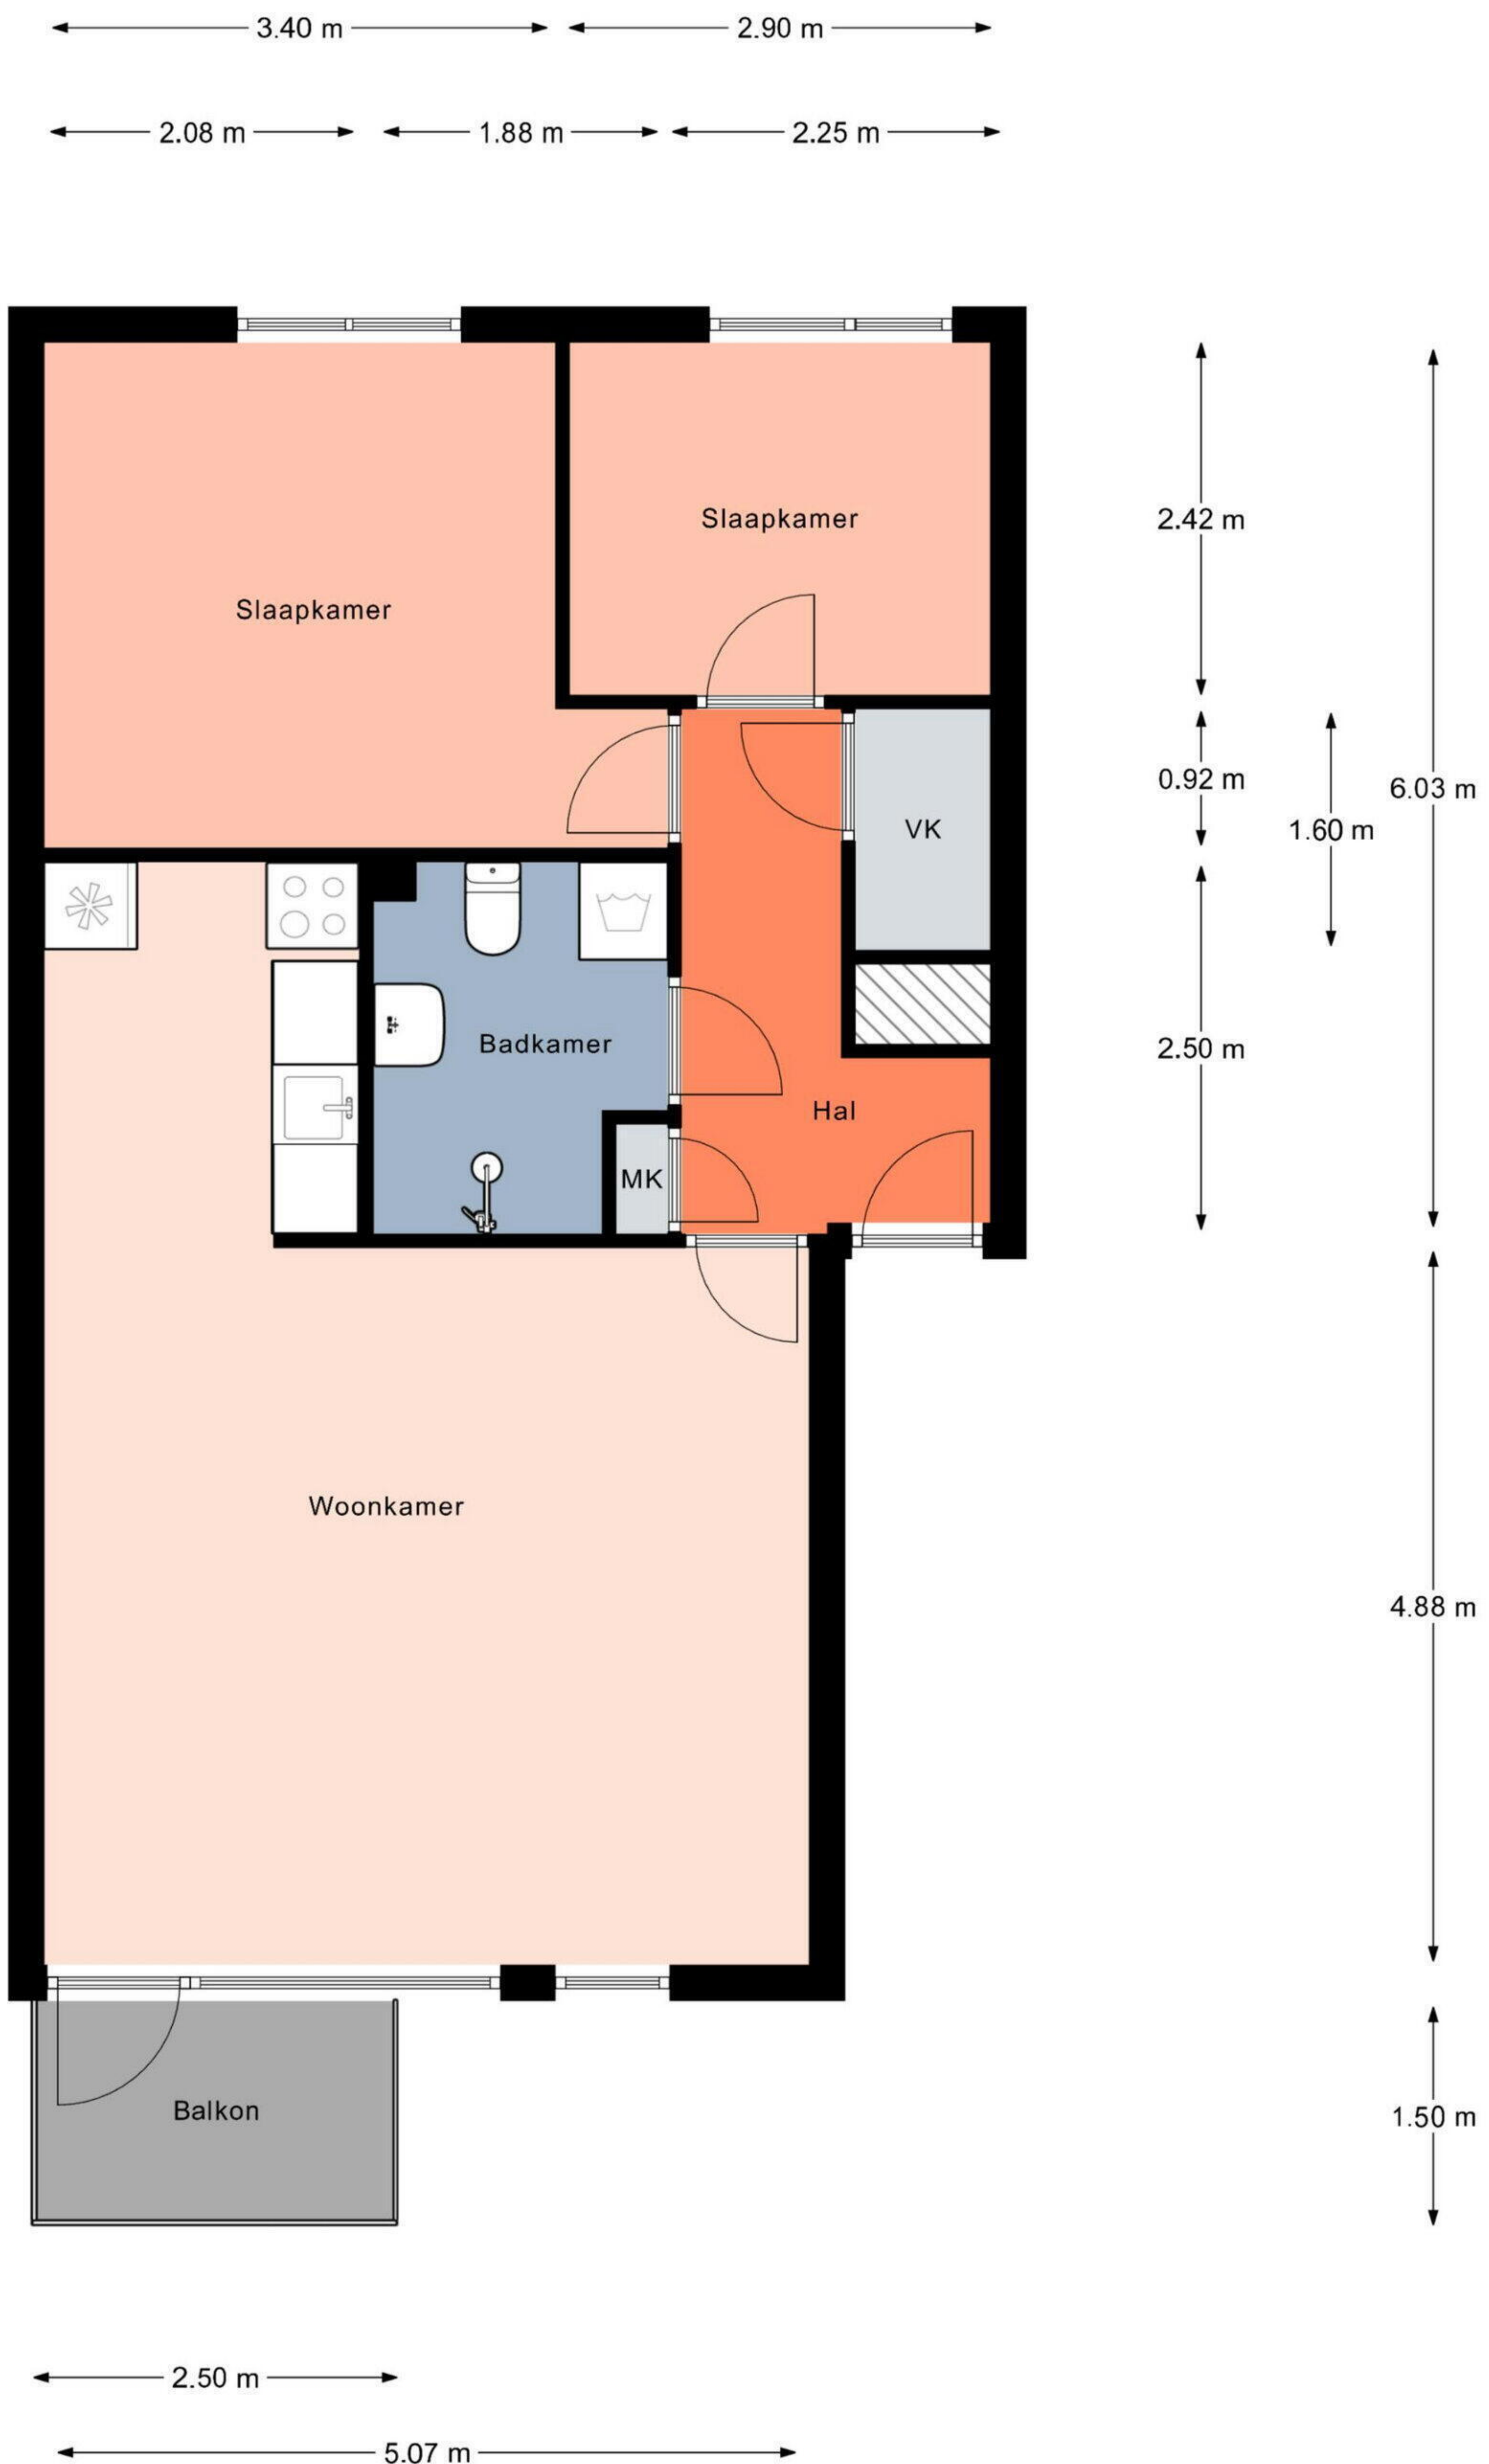 3.40 m
2.90 m
2.08 m
1.88 m
2.25 m
Slaapkamer
2.42 m
Slaapkamer
0.92 m
6.03 m
VK
1.60 m
Badkamer
2.50 m
Hal
MK
Woonkamer
4.88 m
Balkon
1.50 m
2.50 m
5.07 m